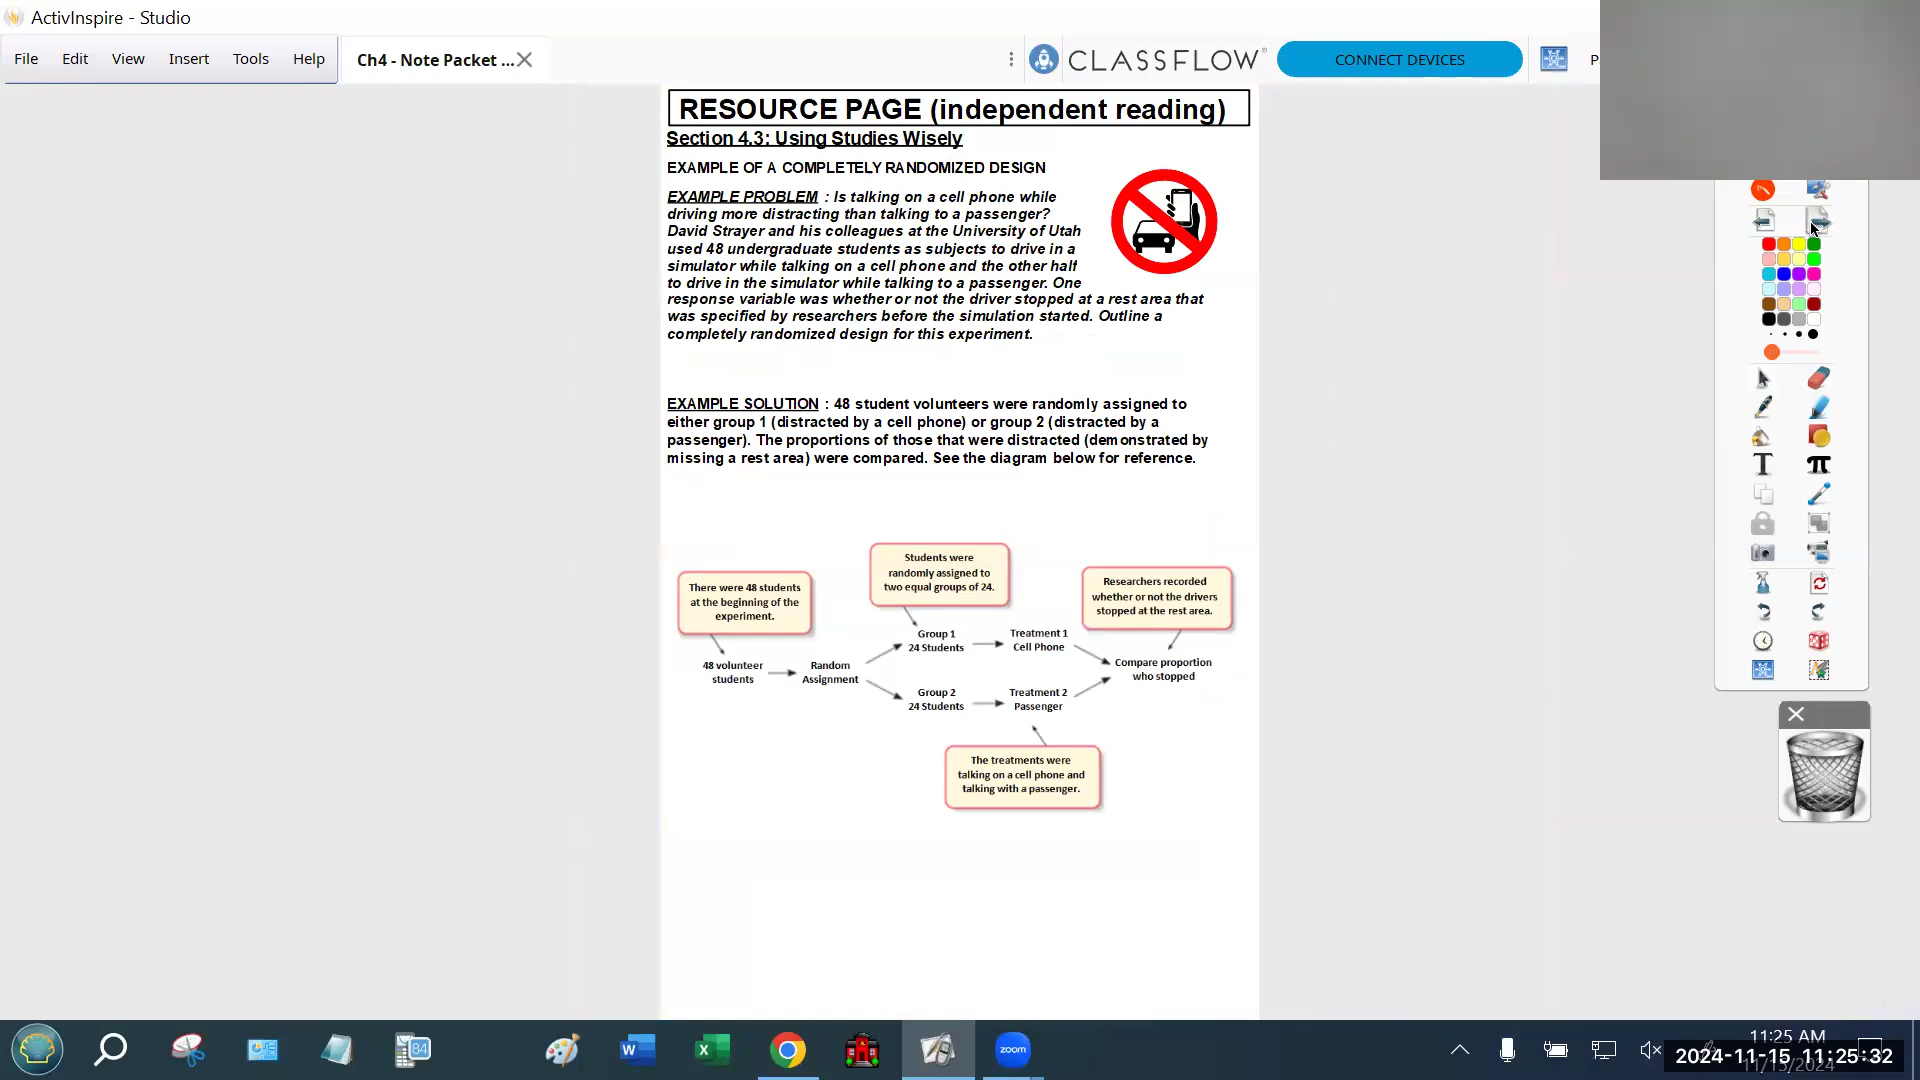 ActivInspire - Studio
File Edit View Insert Tools Help
Ch4 - Note Packet ...
CLASSFLOW
CONNECT DEVICES
RESOURCE PAGE (independent reading)
Section 4.3: Using Studies Wisely
EXAMPLE OF A COMPLETELY RANDOMIZED DESIGN
EXAMPLE PROBLEM : Is talking on a cell phone while
driving more distracting than talking to a passenger?
David Strayer and his colleagues at the University of Utah
used 48 undergraduate students as subjects to drive in a
simulator while talking on a cell phone and the other half
to drive in the simulator while talking to a passenger. One
response variable was whether or not the driver stopped at a rest area that
was specified by researchers before the simulation started. Outline a
completely randomized design for this experiment.
EXAMPLE SOLUTION : 48 student volunteers were randomly assigned to
either group 1 (distracted by a cell phone) or group 2 (distracted by a
passenger). The proportions of those that were distracted (demonstrated by
missing a rest area) were compared. See the diagram below for reference.
There were 48 students
at the beginning of the
experiment.
Students were
randomly assigned to
two equal groups of 24.
Researchers recorded
whether or not the drivers
stopped at the rest area.
48 volunteer
students
Random
Assignment
Group 1
24 Students
Treatment 1
Cell Phone
Group 2
24 Students
Treatment 2
Passenger
Compare proportion
who stopped
The treatments were
talking on a cell phone and
talking with a passenger.
T π
84
W
X
zoom
11:25 AM
2024-11-15 11:25:32